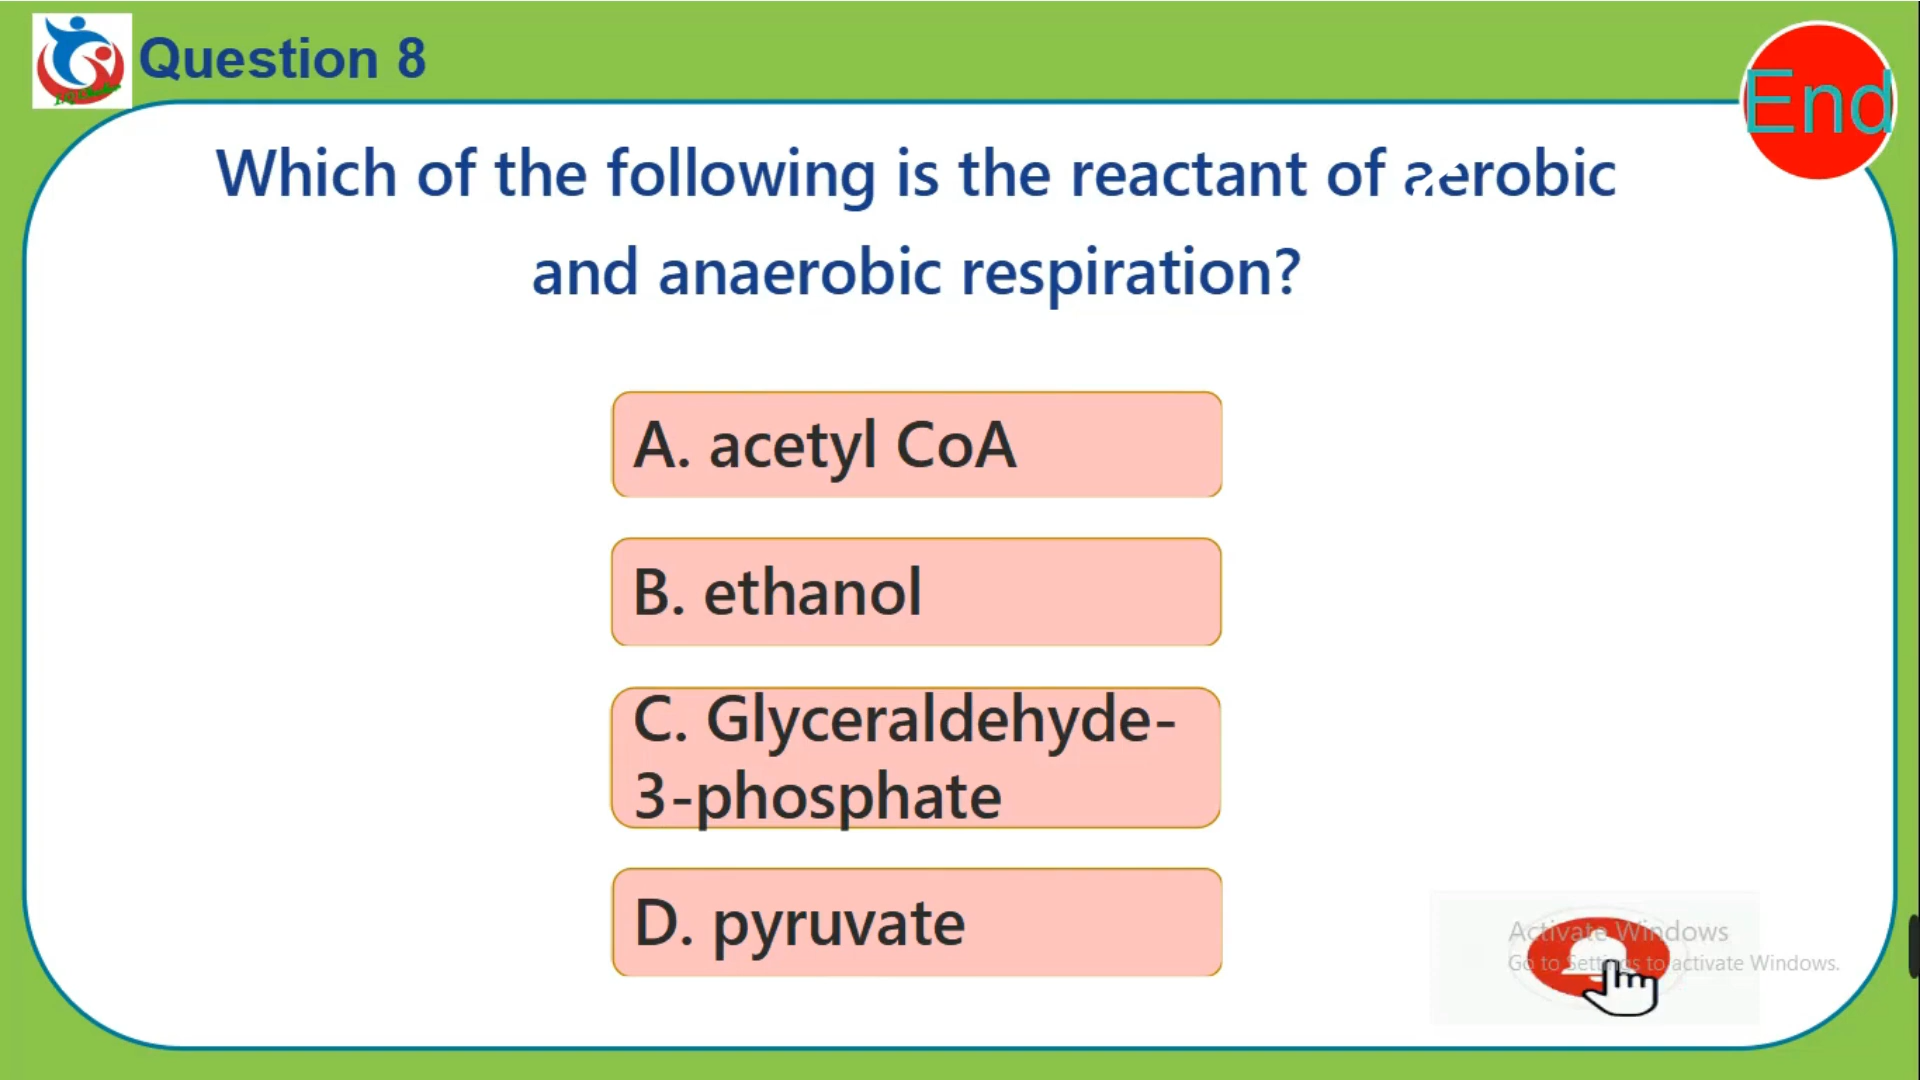 Question 8
End
Which of the following is the reactant of aerobic
and anaerobic respiration?
A. acetyl CoA
B. ethanol
C. Glyceraldehyde-
3-phosphate
D. pyruvate
Activate Windows
Go to Settings to activate Windows.